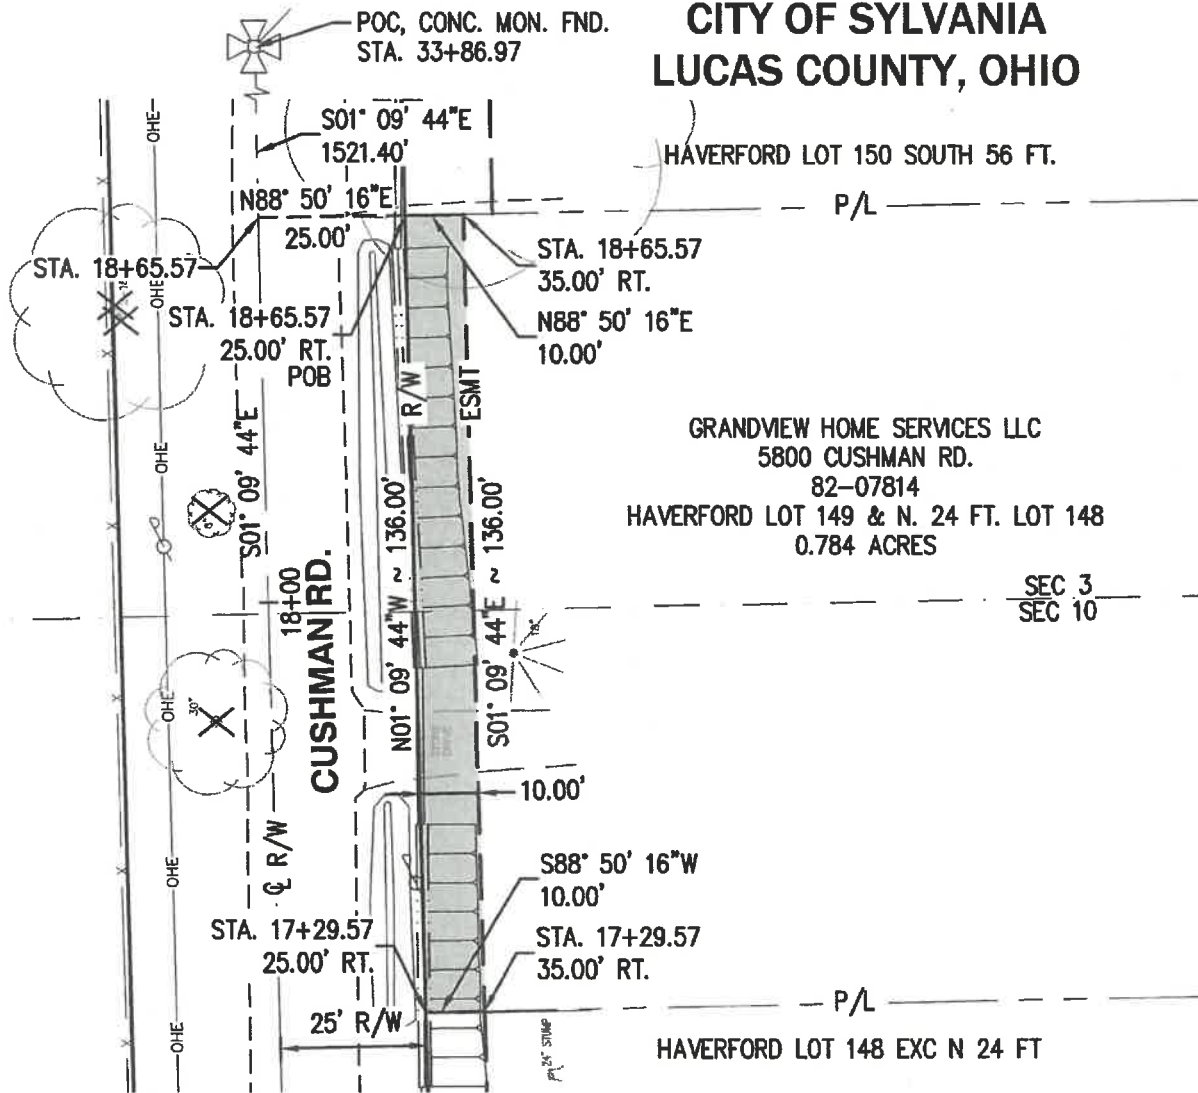 CITY OF SYLVANIA
LUCAS COUNTY, OHIO
POC, CONC. MON. FND.
STA. 33+86.97
S01° 09' 44"E
1521.40'
HAVERFORD LOT 150 SOUTH 56 FT.
N88° 50' 16"E
25.00'
P/L
STA. 18+65.57
STA. 18+65.57
25.00' RT.
POB
STA. 18+65.57
35.00' RT.
N88° 50' 16"E
10.00'
OHE
OHE
OHE
OHE
OHE
OHE
R/W
ESMT
S01° 09' 44"E
GRANDVIEW HOME SERVICES LLC
5800 CUSHMAN RD.
82-07814
HAVERFORD LOT 149 & N. 24 FT. LOT 148
0.784 ACRES
N01° 09' 44"W ~ 136.00'
S01° 09' 44"E ~ 136.00'
18+00
CUSHMAN RD.
SEC 3
SEC 10
18"
30"
10.00'
℄ R/W
S88° 50' 16"W
10.00'
STA. 17+29.57
25.00' RT.
STA. 17+29.57
35.00' RT.
P/L
25' R/W
24" STUMP
HAVERFORD LOT 148 EXC N 24 FT